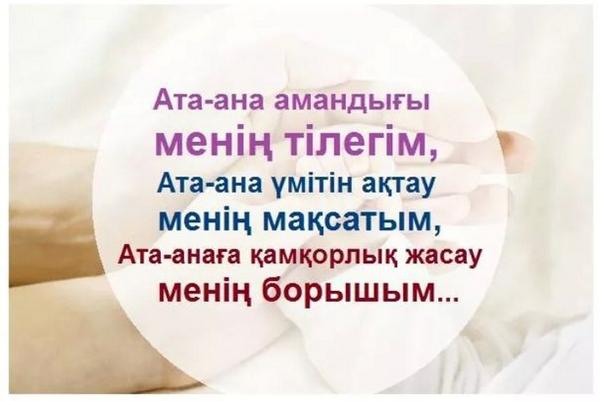 Ата-ана амандығы
менің тілегім,
Ата-ана үмітін ақтау
менің мақсатым,
Ата-анаға қамқорлық жасау
менің борышым...